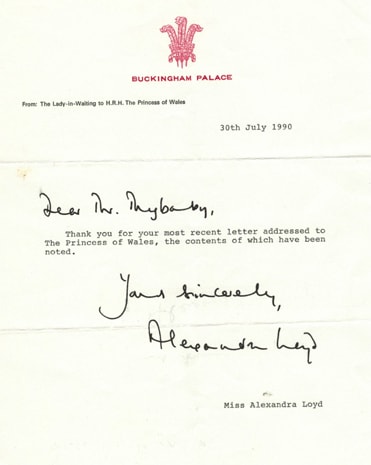 BUCKINGHAM PALACE
From: The Lady-in-Waiting to H.R.H. The Princess of Wales
30th July 1990
Dear Mr.
Thank you for your most recent letter addressed to
The Princess of Wales, the contents of which have been
noted.
Yours sincerely,
Alexandra Loyd
Miss Alexandra Loyd